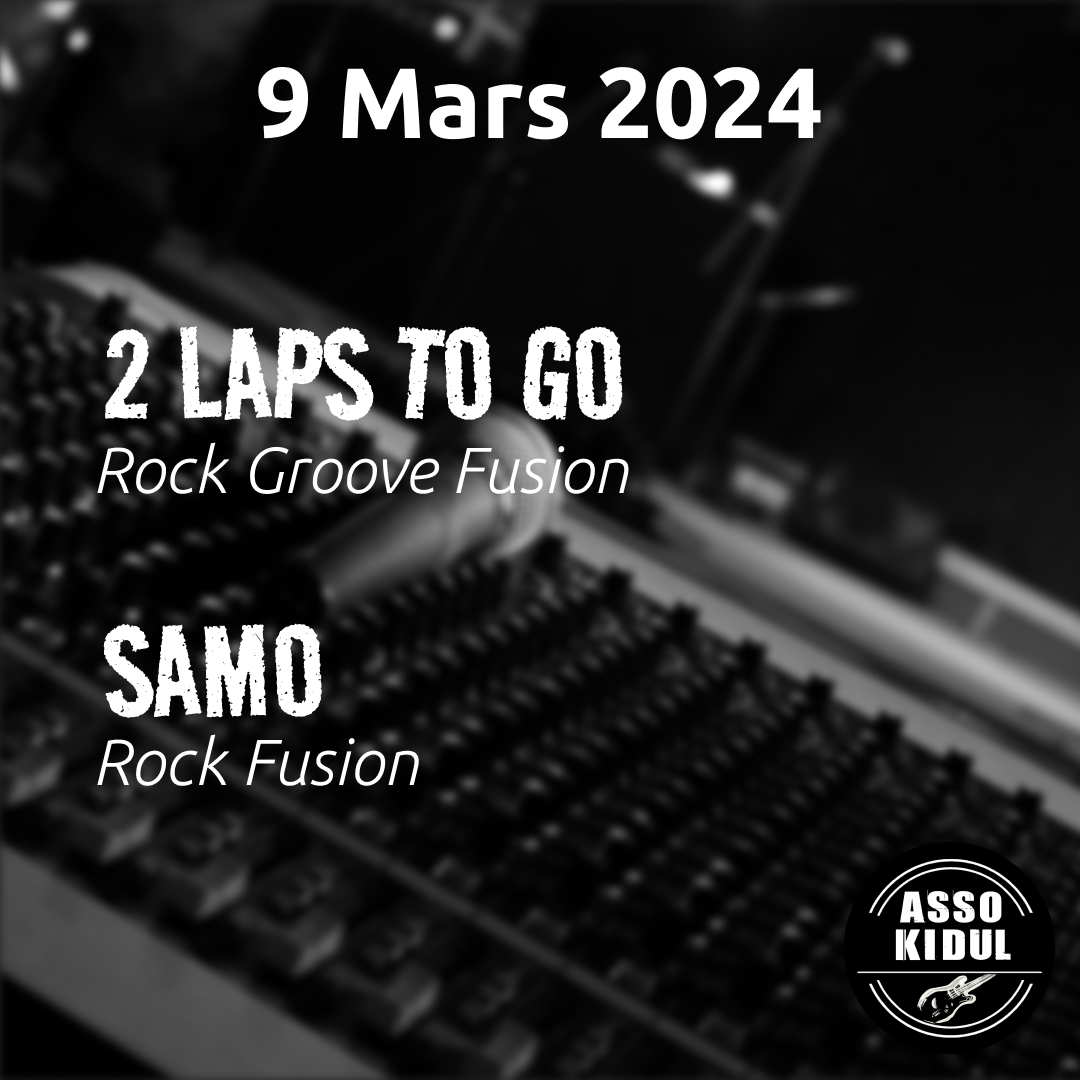 9 Mars 2024
2 LAPS TO GO
Rock Groove Fusion
SAMO
Rock Fusion
ASSO
KIDUL